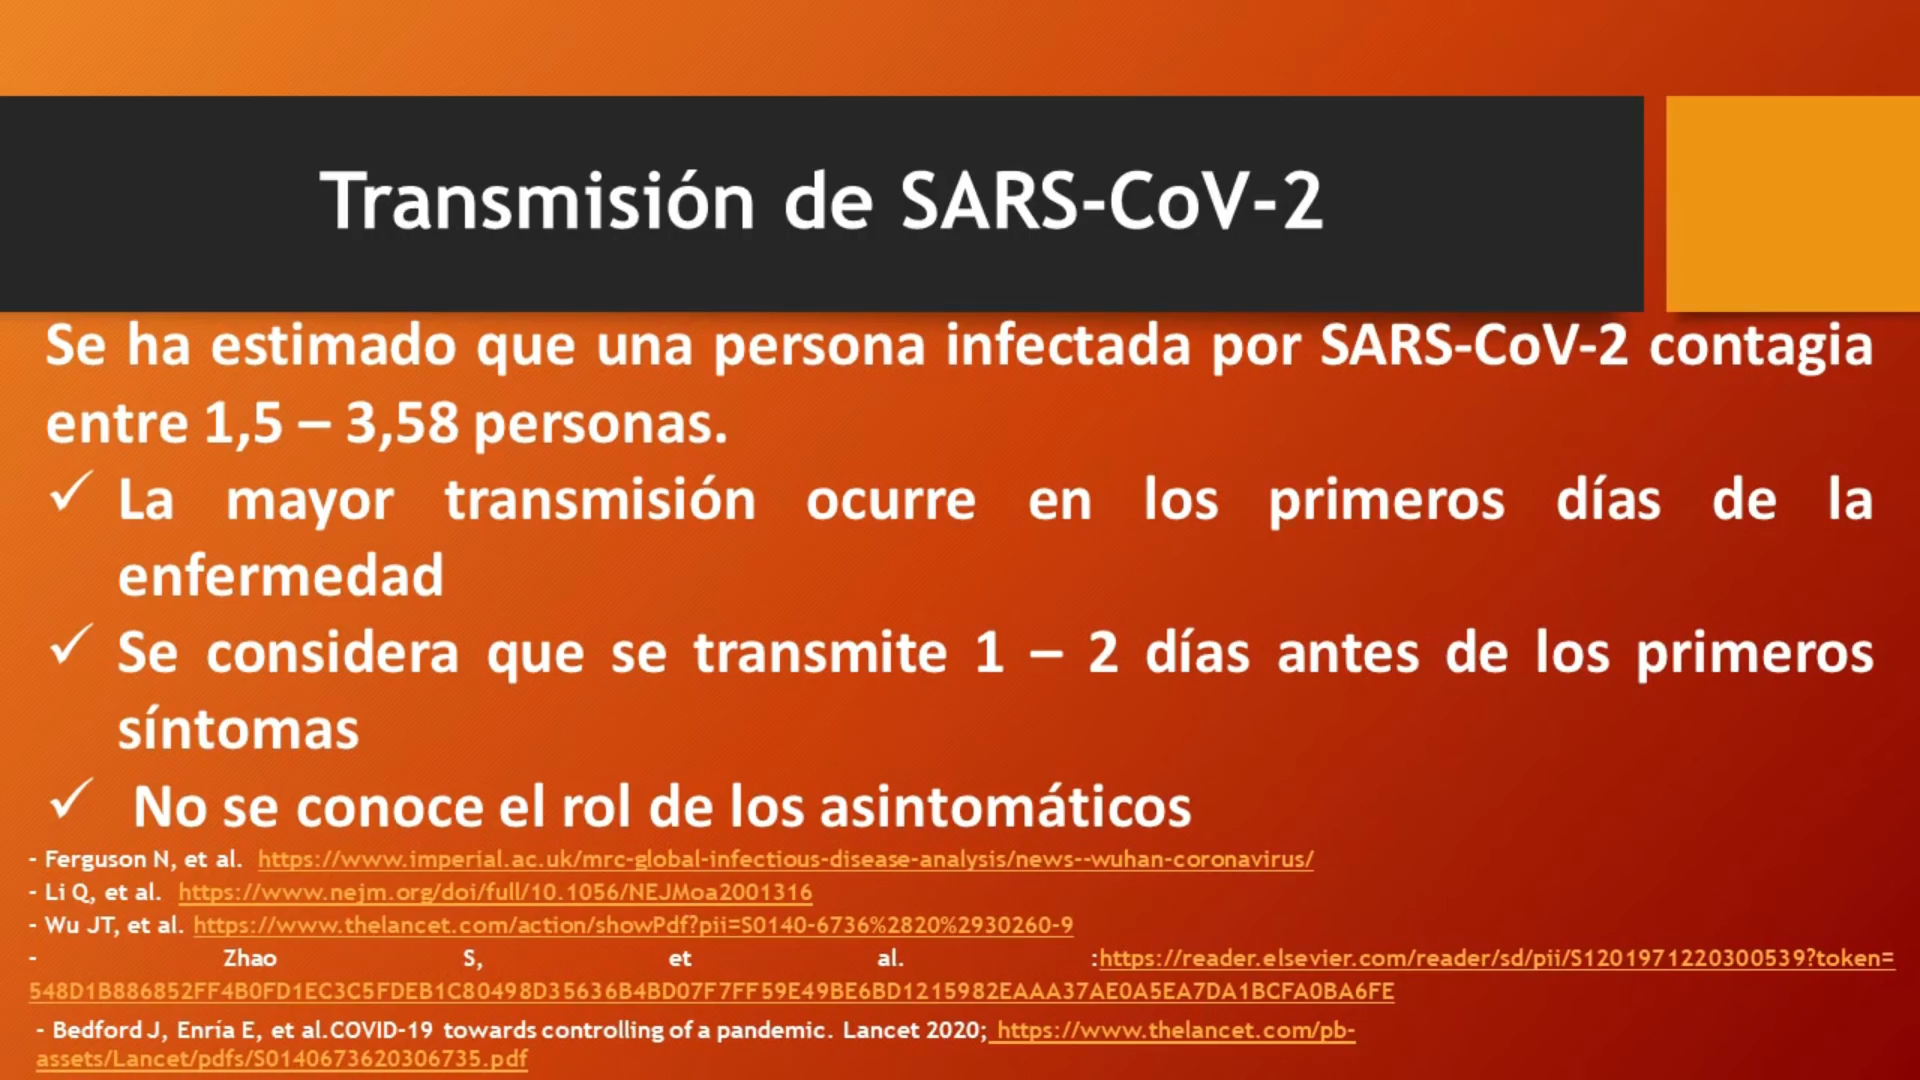 Transmisión de SARS-CoV-2
Se ha estimado que una persona infectada por SARS-CoV-2 contagia
entre 1,5 – 3,58 personas.
✓ La mayor transmisión ocurre en los primeros días de la
enfermedad
✓ Se considera que se transmite 1 – 2 días antes de los primeros
síntomas
✓ No se conoce el rol de los asintomáticos
- Ferguson N, et al. https://www.imperial.ac.uk/mrc-global-infectious-disease-analysis/news--wuhan-coronavirus/
- Li Q, et al. https://www.nejm.org/doi/full/10.1056/NEJMoa2001316
- Wu JT, et al. https://www.thelancet.com/action/showPdf?pii=S0140-6736%2820%2930260-9
- Zhao S, et al. :https://reader.elsevier.com/reader/sd/pii/S1201971220300539?token=
548D1B886852FF4B0FD1EC3C5FDEB1C80498D35636B4BD07F7FF59E49BE6BD1215982EAAA37AE0A5EA7DA1BCFA0BA6FE
- Bedford J, Enría E, et al.COVID-19 towards controlling of a pandemic. Lancet 2020; https://www.thelancet.com/pb-
assets/Lancet/pdfs/S0140673620306735.pdf